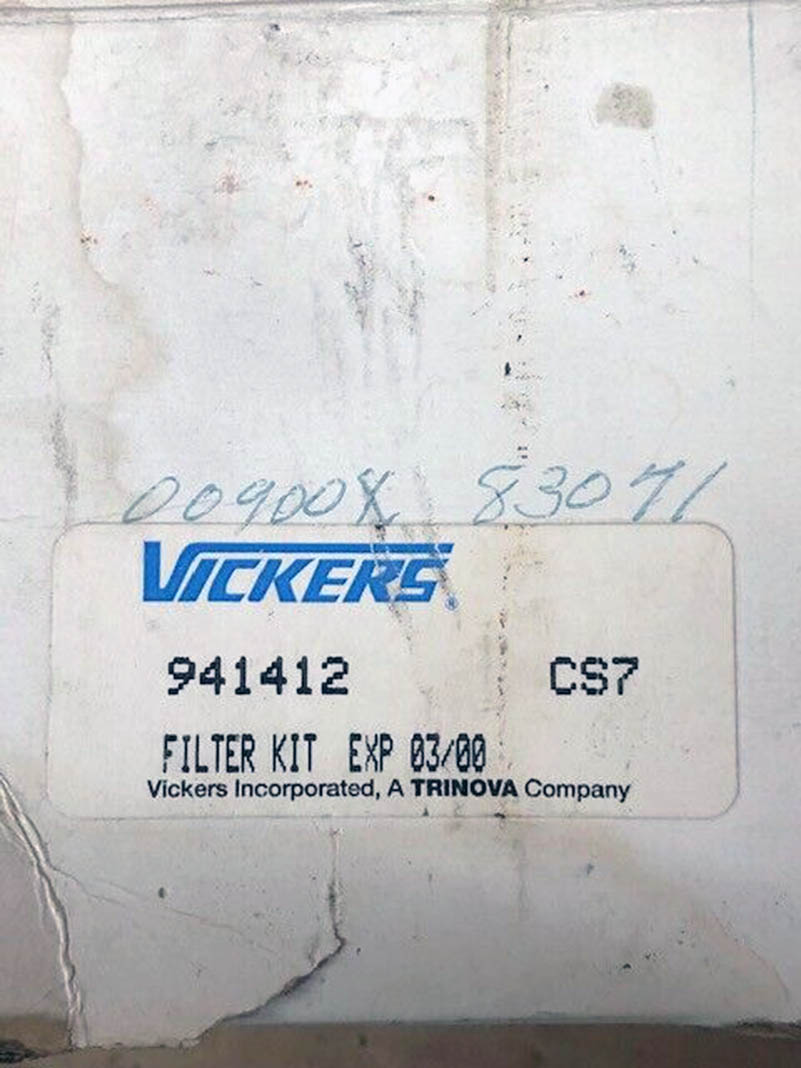 00900X 83071
VICKERS®
941412 CS7
FILTER KIT EXP 03/00
Vickers Incorporated, A TRINOVA Company